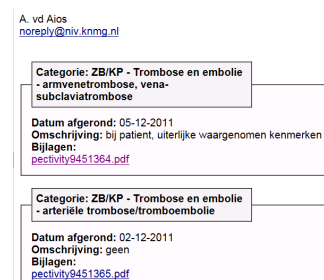 A. vd Aios
noreply@niv.knmg.nl
Categorie: ZB/KP - Trombose en embolie
- armvenetrombose, vena-
subclaviatrombose
Datum afgerond: 05-12-2011
Omschrijving: bij patient, uiterlijke waargenomen kenmerken
Bijlagen:
pectivity9451364.pdf
Categorie: ZB/KP - Trombose en embolie
- arteriële trombose/tromboembolie
Datum afgerond: 02-12-2011
Omschrijving: geen
Bijlagen:
pectivity9451365.pdf